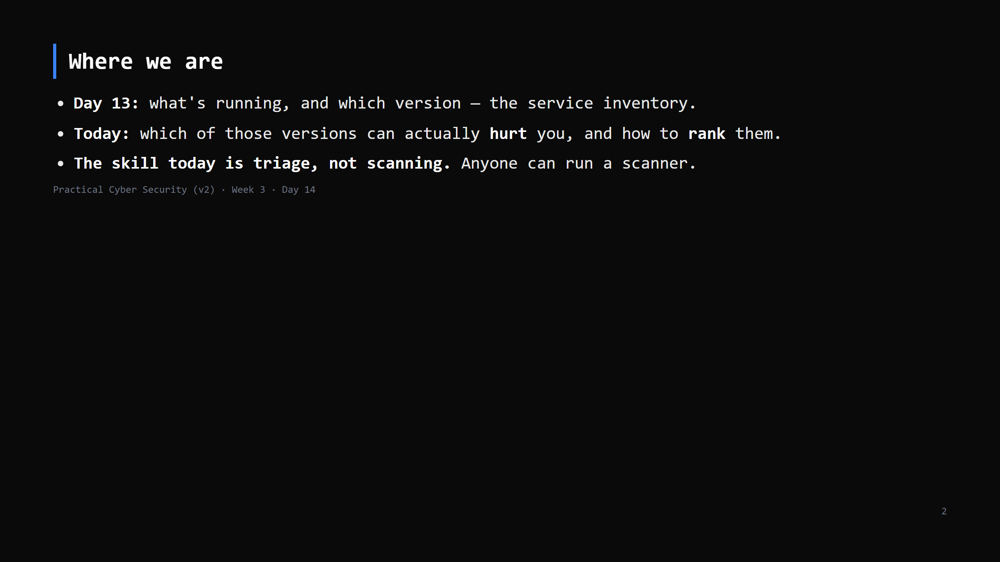 Where we are
• Day 13: what's running, and which version — the service inventory.
• Today: which of those versions can actually hurt you, and how to rank them.
• The skill today is triage, not scanning. Anyone can run a scanner.
Practical Cyber Security (v2) · Week 3 · Day 14
2